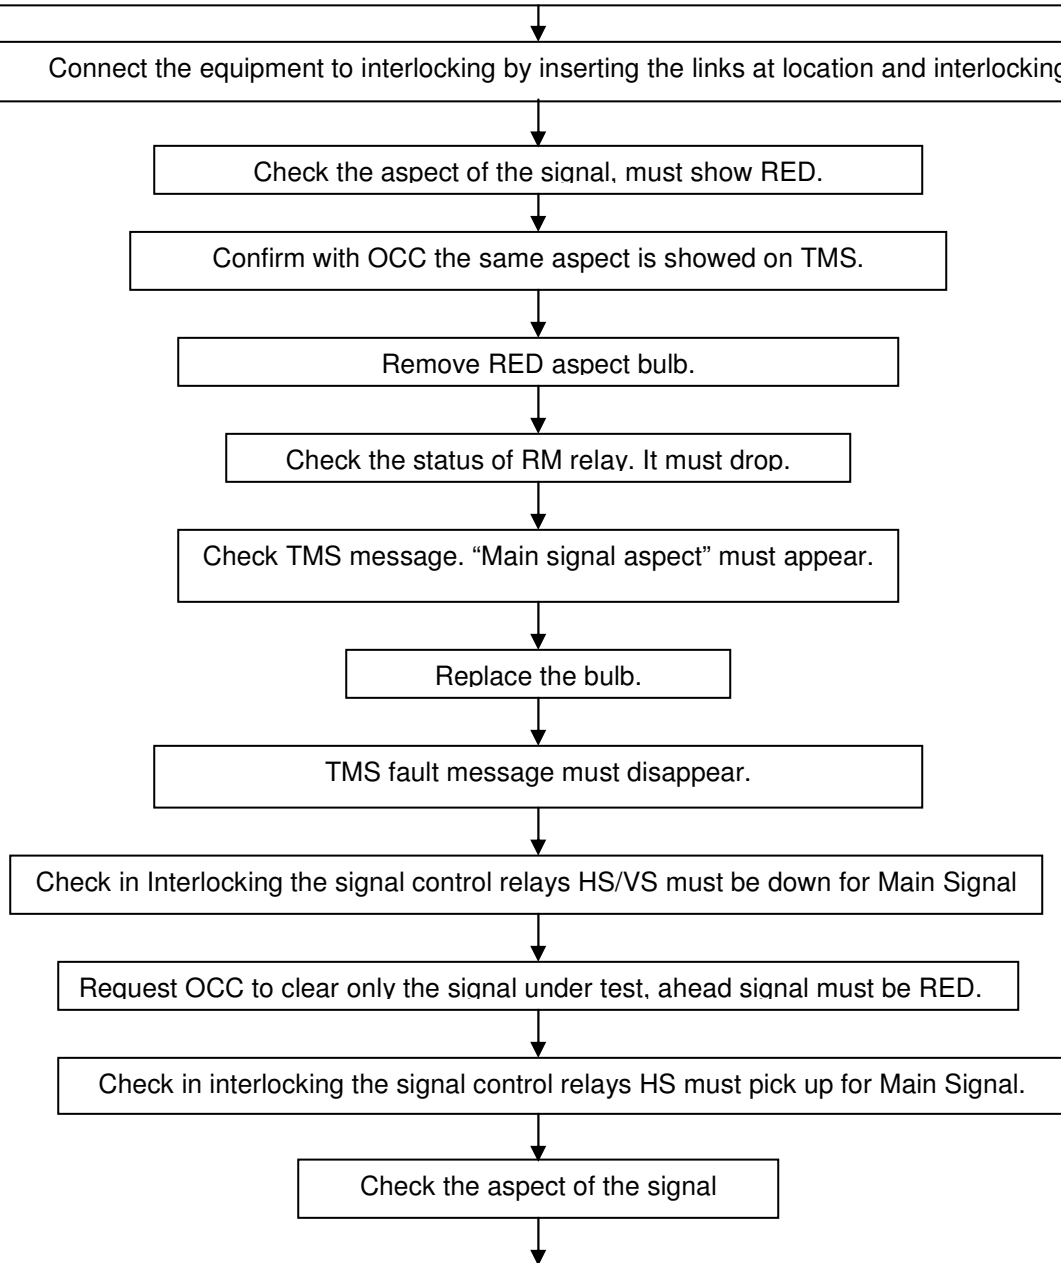 Connect the equipment to interlocking by inserting the links at location and interlocking
Check the aspect of the signal, must show RED.
Confirm with OCC the same aspect is showed on TMS.
Remove RED aspect bulb.
Check the status of RM relay. It must drop.
Check TMS message. “Main signal aspect” must appear.
Replace the bulb.
TMS fault message must disappear.
Check in Interlocking the signal control relays HS/VS must be down for Main Signal
Request OCC to clear only the signal under test, ahead signal must be RED.
Check in interlocking the signal control relays HS must pick up for Main Signal.
Check the aspect of the signal